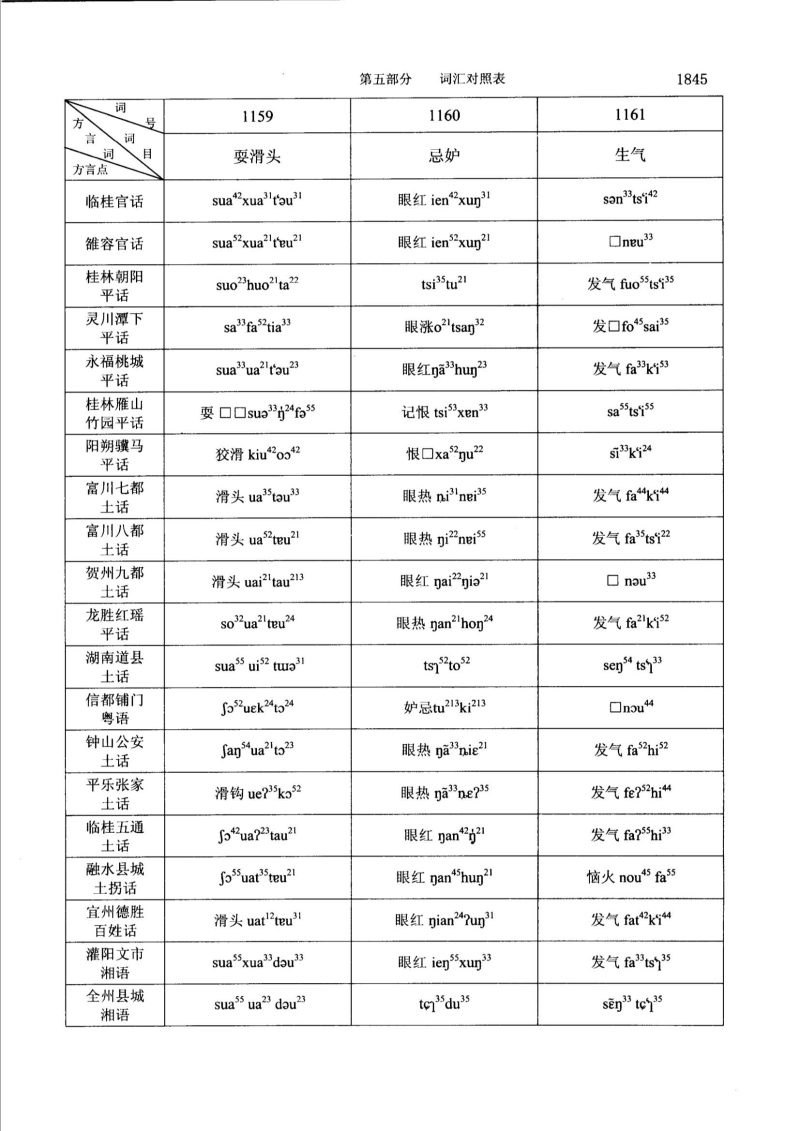 第五部分 词汇对照表 1845
词 号 方 言 词 词 目 方言点 1159 1160 1161
耍滑头 忌妒 生气
临桂官话 sua⁴²xua³¹tʻəu³¹ 眼红 ien⁴²xuŋ³¹ sən³³tsʻi⁴²
雒容官话 sua⁵²xua²¹tʻɐu²¹ 眼红 ien⁵²xuŋ²¹ □nɐu³³
桂林朝阳
平话 suo²³huo²¹ta²² tsi³⁵tu²¹ 发气 fuo⁵⁵tsʻi³⁵
灵川潭下
平话 sa³³fa⁵²tia³³ 眼涨o²¹tsaŋ³² 发□fo⁴⁵sai³⁵
永福桃城
平话 sua³³ua²¹tʻəu²³ 眼红ŋã³³huŋ²³ 发气 fa³³kʻi⁵³
桂林雁山
竹园平话 耍 □□suə³³ŋ̍²⁴fə⁵⁵ 记恨 tsi⁵³xɐn³³ sa⁵⁵tsʻi⁵⁵
阳朔骥马
平话 狡滑 kiu⁴²oɔ⁴² 恨□xa⁵²ŋu²² sĩ³³kʻi²⁴
富川七都
土话 滑头 ua³⁵təu³³ 眼热 ȵi³¹nɐi³⁵ 发气 fa⁴⁴kʻi⁴⁴
富川八都
土话 滑头 ua⁵²tɐu²¹ 眼热 ŋi²²nɐi⁵⁵ 发气 fa³⁵tsʻi²²
贺州九都
土话 滑头 uai²¹tau²¹³ 眼红 ŋai²²ŋiə²¹ □ nəu³³
龙胜红瑶
平话 so³²ua²¹tɐu²⁴ 眼热 ŋan²¹hoŋ²⁴ 发气 fa²¹kʻi⁵²
湖南道县
土话 sua⁵⁵ ui⁵² tɯə³¹ tsɿ⁵²to⁵² seŋ⁵⁴ tsʻɿ³³
信都铺门
粤语 ʃɔ⁵²uɛk²⁴tɔ²⁴ 妒忌tu²¹³ki²¹³ □nɔu⁴⁴
钟山公安
土话 ʃaŋ⁵⁴ua²¹tɔ²³ 眼热 ŋã³³ȵiɛ²¹ 发气 fa⁵²hi⁵²
平乐张家
土话 滑钩 ueʔ³⁵kɔ⁵² 眼热 ŋã³³ȵɛʔ³⁵ 发气 fɛʔ⁵²hi⁴⁴
临桂五通
土话 ʃɔ⁴²uaʔ²³tau²¹ 眼红 ŋan⁴²ŋ̍²¹ 发气 faʔ⁵⁵hi³³
融水县城
土拐话 ʃɔ⁵⁵uat³⁵tɐu²¹ 眼红 ŋan⁴⁵huŋ²¹ 恼火 nou⁴⁵ fa⁵⁵
宜州德胜
百姓话 滑头 uat¹²tɐu³¹ 眼红 ŋian²⁴ʔuŋ³¹ 发气 fat⁴²kʻi⁴⁴
灌阳文市
湘语 sua⁵⁵xua³³dəu³³ 眼红 ieŋ⁵⁵xuŋ³³ 发气 fa³³tsʻɿ³⁵
全州县城
湘语 sua⁵⁵ ua²³ dəu²³ tɕɿ³⁵du³⁵ sɛ̃ŋ³³ tɕʻɿ³⁵